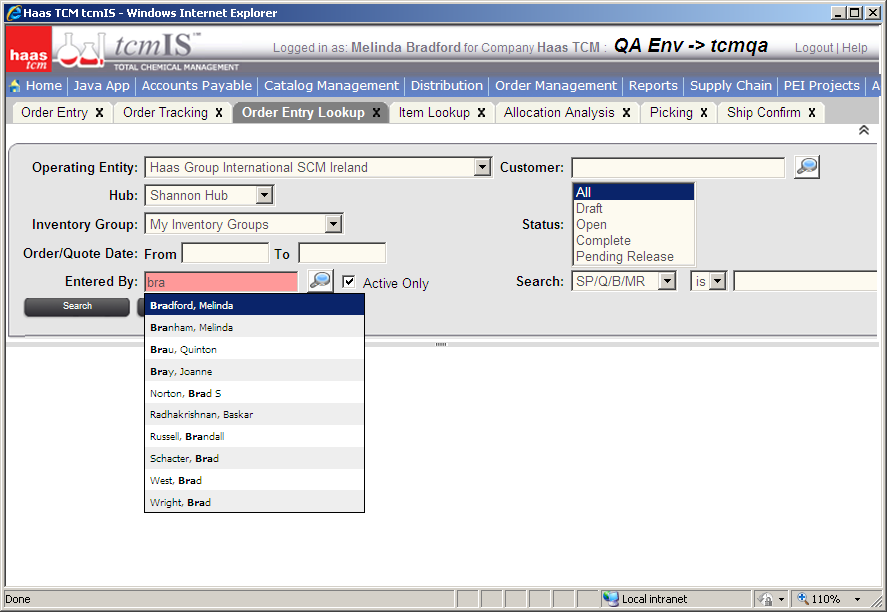 Haas TCM tcmIS - Windows Internet Explorer
haas tcm
tcmIS™
TOTAL CHEMICAL MANAGEMENT
Logged in as: Melinda Bradford for Company Haas TCM : QA Env -> tcmqa
Logout | Help
Home | Java App | Accounts Payable | Catalog Management | Distribution | Order Management | Reports | Supply Chain | PEI Projects | A
Order Entry X Order Tracking X Order Entry Lookup X Item Lookup X Allocation Analysis X Picking X Ship Confirm X
Operating Entity: Haas Group International SCM Ireland Customer:
Hub: Shannon Hub
Inventory Group: My Inventory Groups
Status:
All
Draft
Open
Complete
Pending Release
Order/Quote Date: From To
Entered By: bra Active Only
Search: SP/Q/B/MR is
Search
Bradford, Melinda
Branham, Melinda
Brau, Quinton
Bray, Joanne
Norton, Brad S
Radhakrishnan, Baskar
Russell, Brandall
Schacter, Brad
West, Brad
Wright, Brad
Done
Local intranet
110%